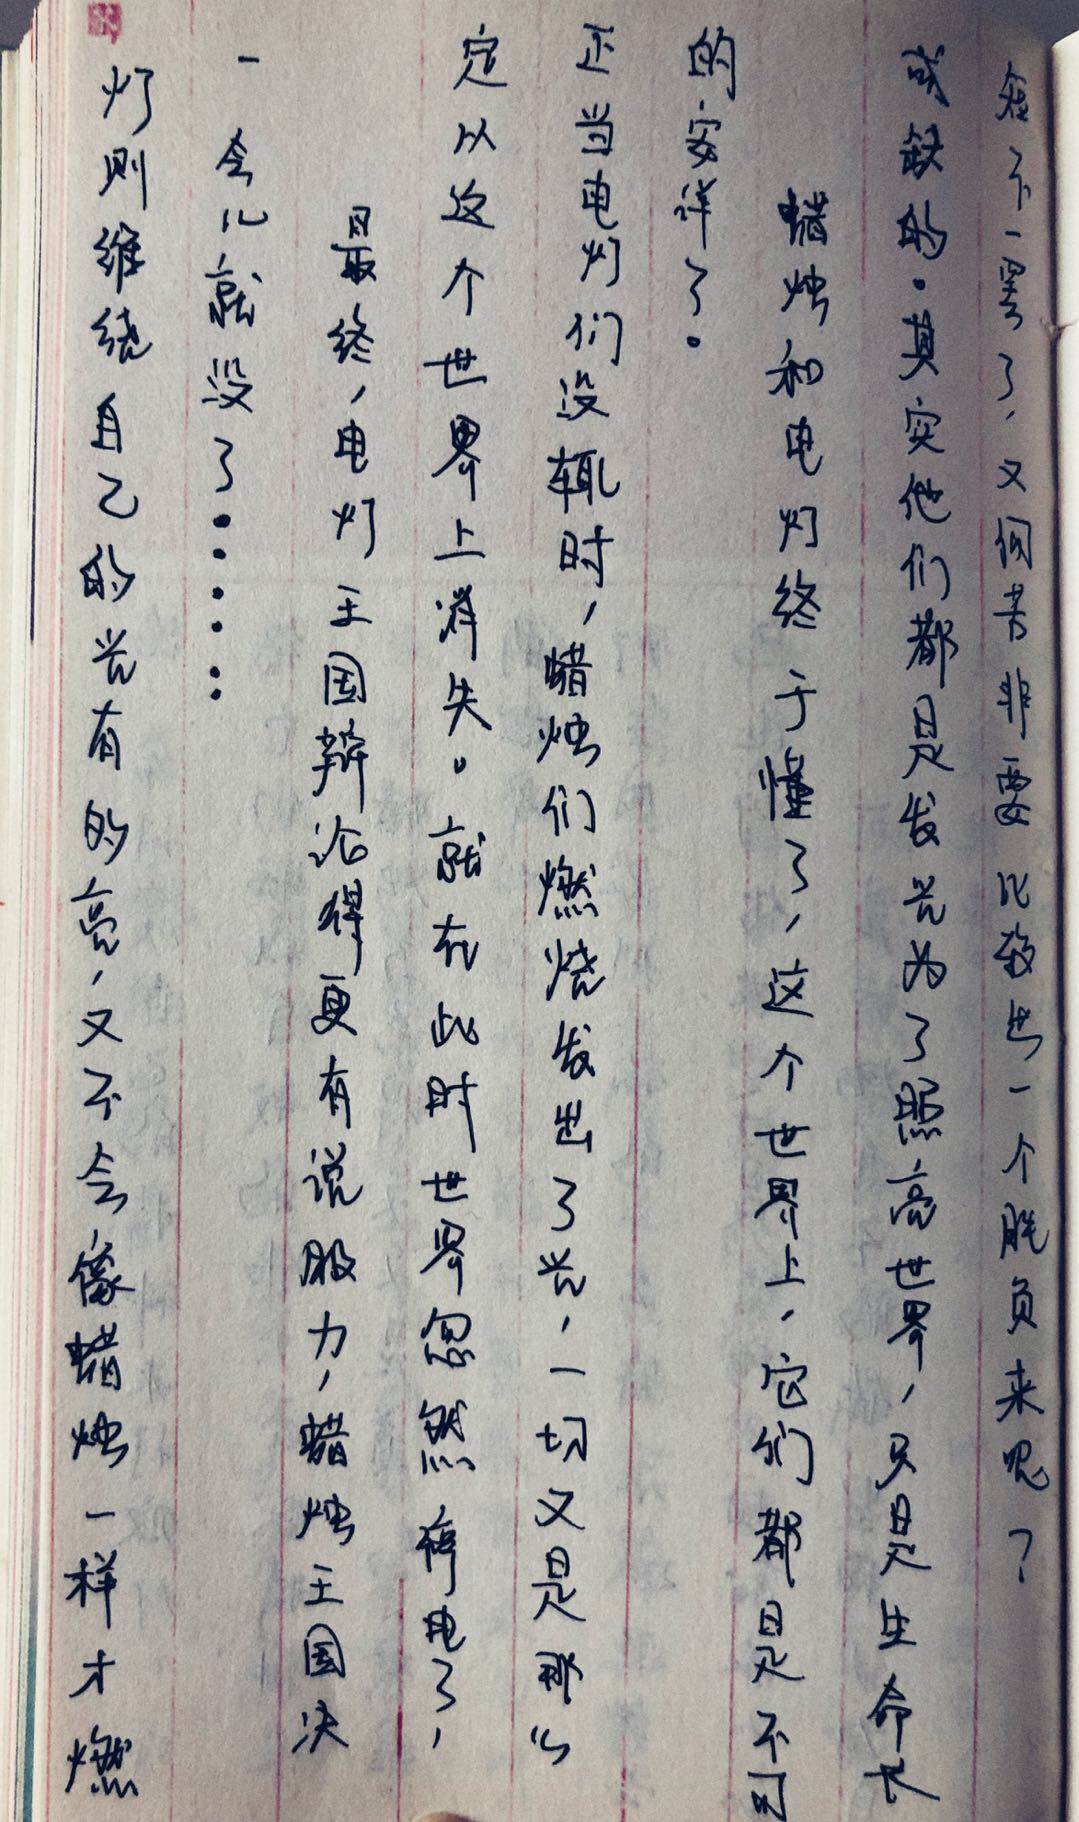 灯则维绕自己的光有的亮，又不会像蜡烛一样才燃
一会儿就没了……
最终，电灯王国辩论得更有说服力，蜡烛王国决
定从这个世界上消失。就在此时世界忽然停电了，
正当电灯们没辄时，蜡烛们燃烧发出了光，一切又是那么
的安详了。
蜡烛和电灯终于懂了，这个世界上，它们都是不可
或缺的。其实他们都是发光为了照亮世界，只是生命长
短不一罢了，又何苦非要比较出一个胜负来呢？